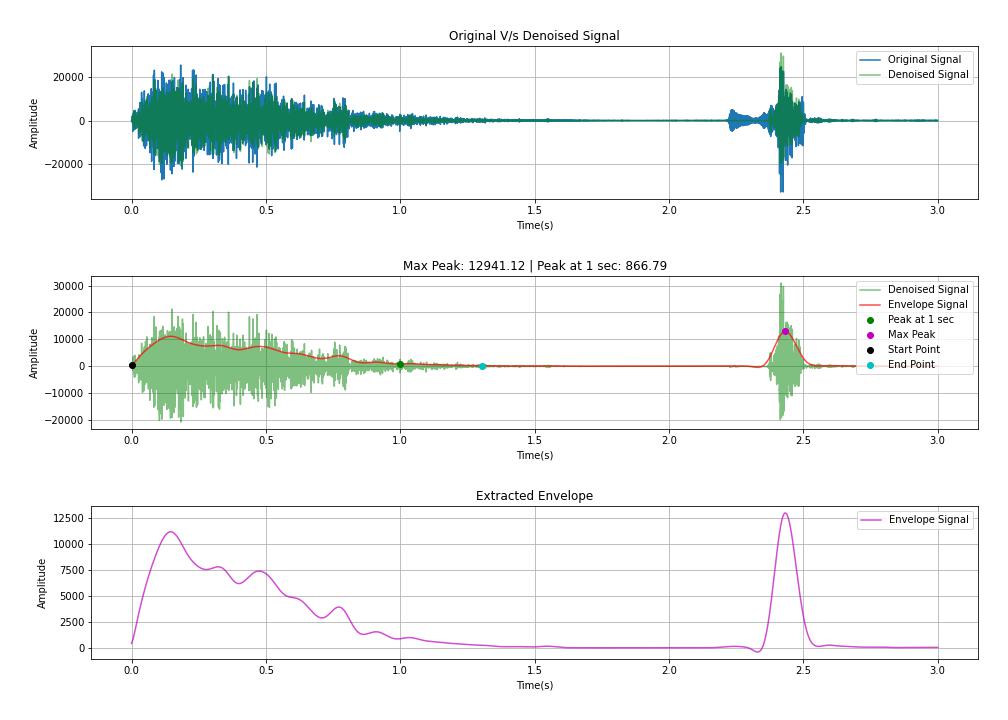 Original V/s Denoised Signal
Amplitude
20000
0
−20000
Original Signal
Denoised Signal
0.0 0.5 1.0 1.5 2.0 2.5 3.0
Time(s)
Max Peak: 12941.12 | Peak at 1 sec: 866.79
Amplitude
30000
20000
10000
0
−10000
−20000
Denoised Signal
Envelope Signal
Peak at 1 sec
Max Peak
Start Point
End Point
0.0 0.5 1.0 1.5 2.0 2.5 3.0
Time(s)
Extracted Envelope
Amplitude
12500
10000
7500
5000
2500
0
Envelope Signal
0.0 0.5 1.0 1.5 2.0 2.5 3.0
Time(s)